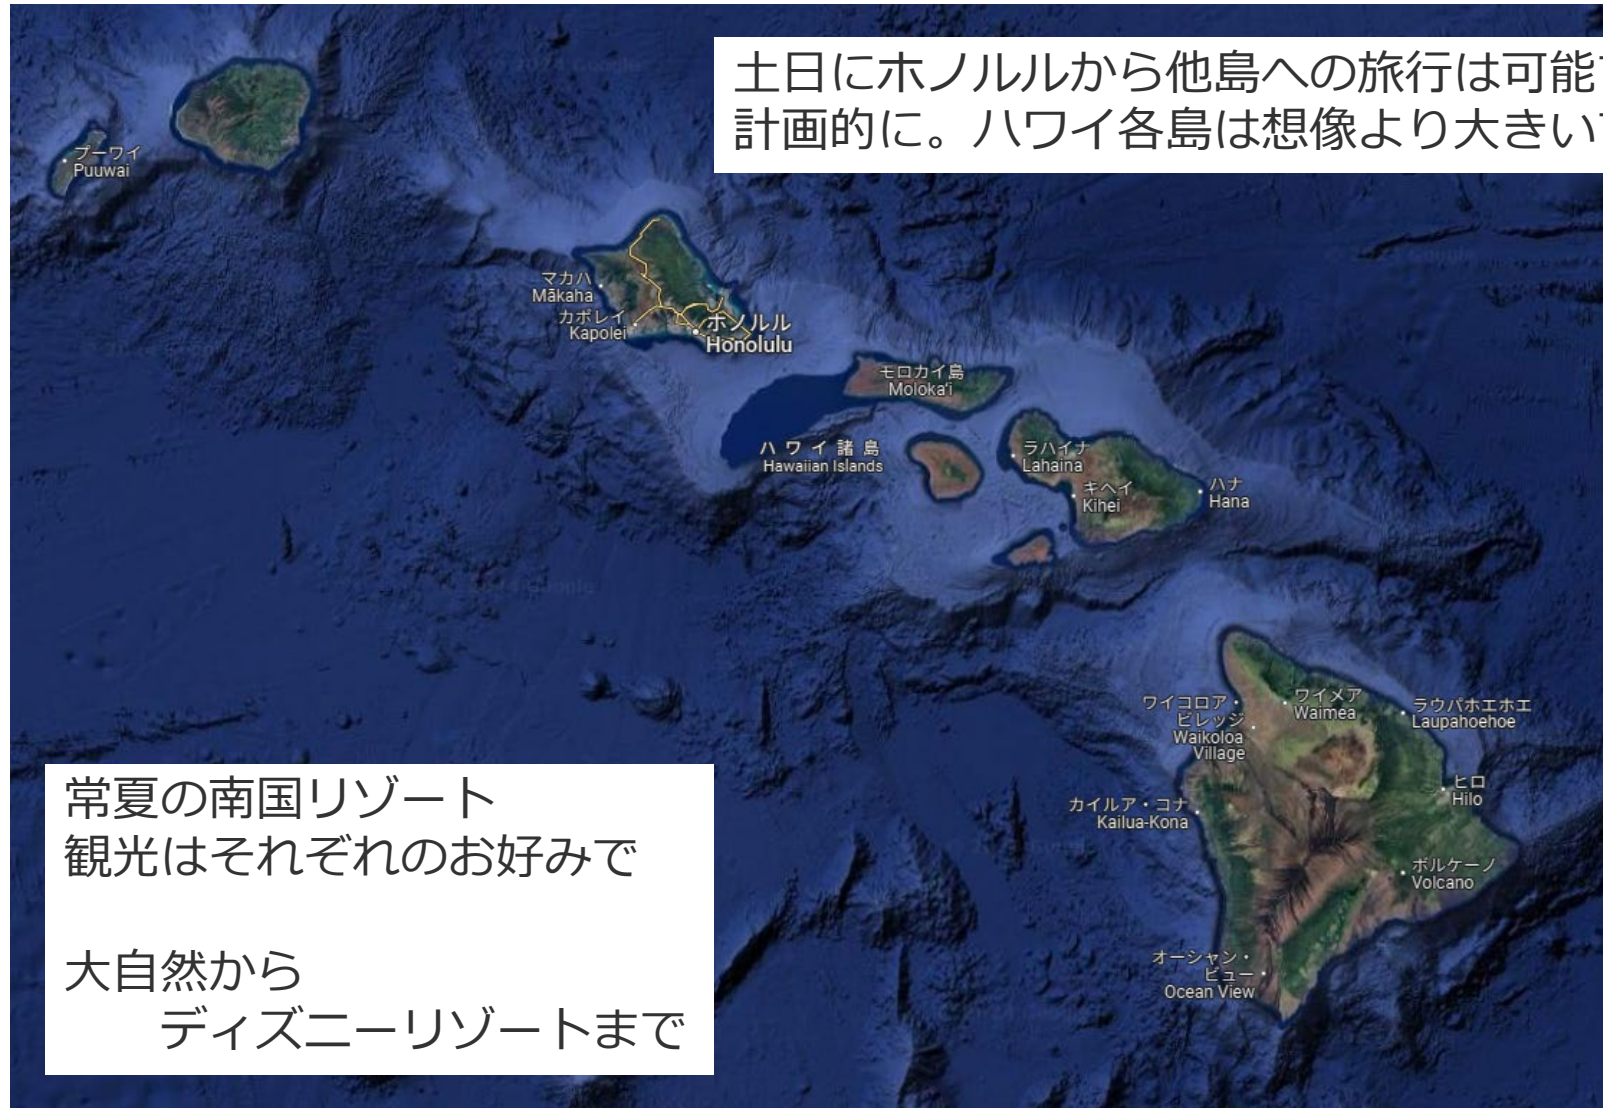 土日にホノルルから他島への旅行は可能
計画的に。ハワイ各島は想像より大きい
プーワイ
Puuwai
マカハ
Mākaha
カポレイ
Kapolei
ホノルル
Honolulu
モロカイ島
Moloka'i
ハワイ諸島
Hawaiian Islands
ラハイナ
Lahaina
キヘイ
Kihei
ハナ
Hana
ワイコロア・
ビレッジ
Waikoloa
Village
ワイメア
Waimea
ラウパホエホエ
Laupahoehoe
ヒロ
Hilo
カイルア・コナ
Kailua-Kona
ボルケーノ
Volcano
オーシャン・
ビュー
Ocean View
常夏の南国リゾート
観光はそれぞれのお好みで
大自然から
ディズニーリゾートまで